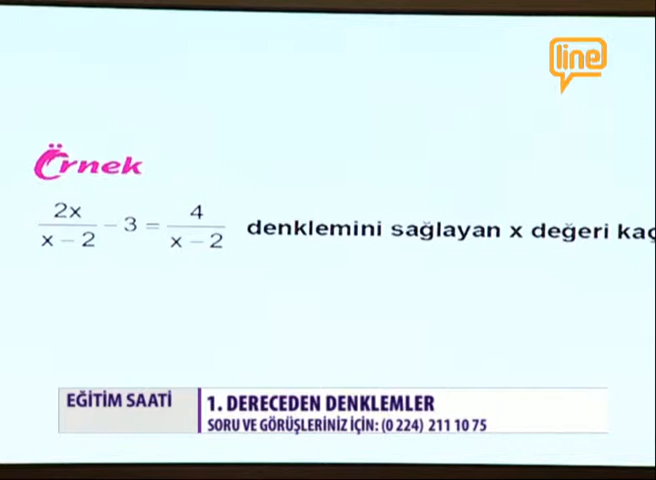 line
Örnek
2x/(x – 2) – 3 = 4/(x – 2) denklemini sağlayan x değeri kaç
EĞİTİM SAATİ
1. DERECEDEN DENKLEMLER
SORU VE GÖRÜŞLERİNİZ İÇİN: (0 224) 211 10 75